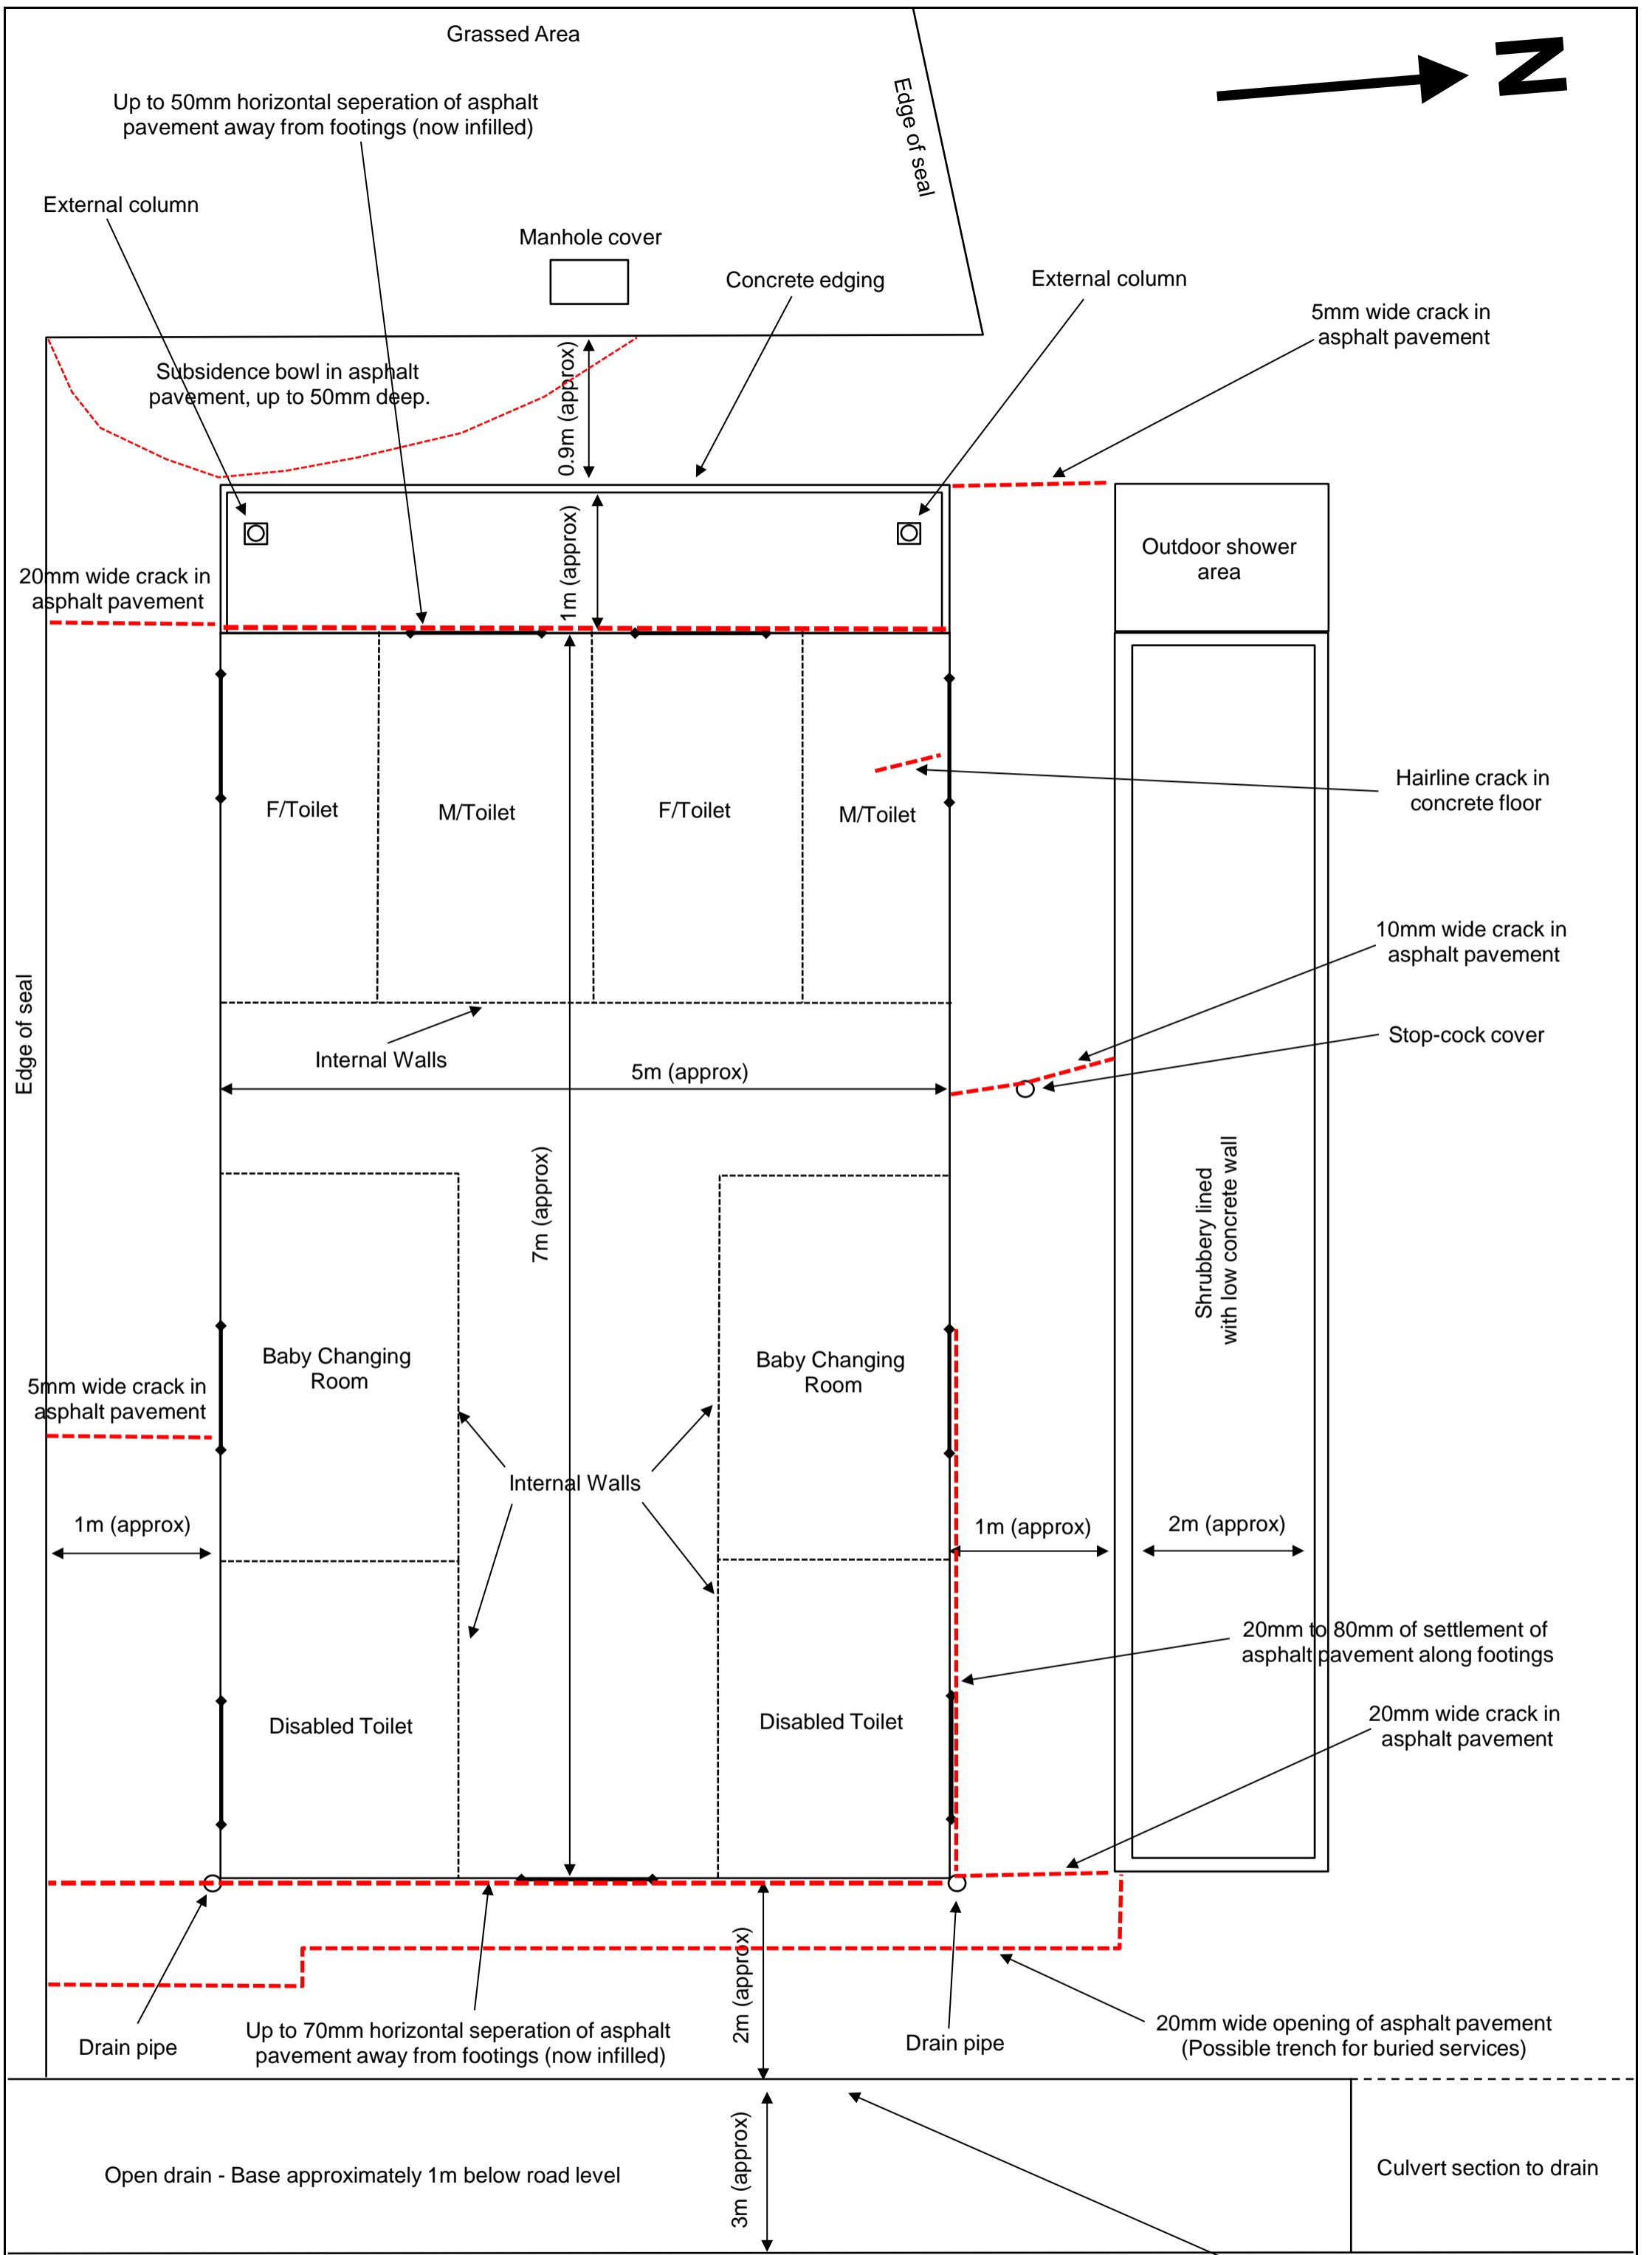 Grassed Area
N
Edge of seal
Up to 50mm horizontal seperation of asphalt
pavement away from footings (now infilled)
External column
Manhole cover
Concrete edging
External column
5mm wide crack in
asphalt pavement
Subsidence bowl in asphalt
pavement, up to 50mm deep.
0.9m (approx)
1m (approx)
Outdoor shower
area
20mm wide crack in
asphalt pavement
Hairline crack in
concrete floor
F/Toilet
M/Toilet
F/Toilet
M/Toilet
10mm wide crack in
asphalt pavement
Edge of seal
Stop-cock cover
Internal Walls
5m (approx)
7m (approx)
Shrubbery lined
with low concrete wall
Baby Changing
Room
Baby Changing
Room
5mm wide crack in
asphalt pavement
Internal Walls
1m (approx)
1m (approx)
2m (approx)
20mm to 80mm of settlement of
asphalt pavement along footings
20mm wide crack in
asphalt pavement
Disabled Toilet
Disabled Toilet
2m (approx)
Drain pipe
Up to 70mm horizontal seperation of asphalt
pavement away from footings (now infilled)
Drain pipe
20mm wide opening of asphalt pavement
(Possible trench for buried services)
Open drain - Base approximately 1m below road level
3m (approx)
Culvert section to drain